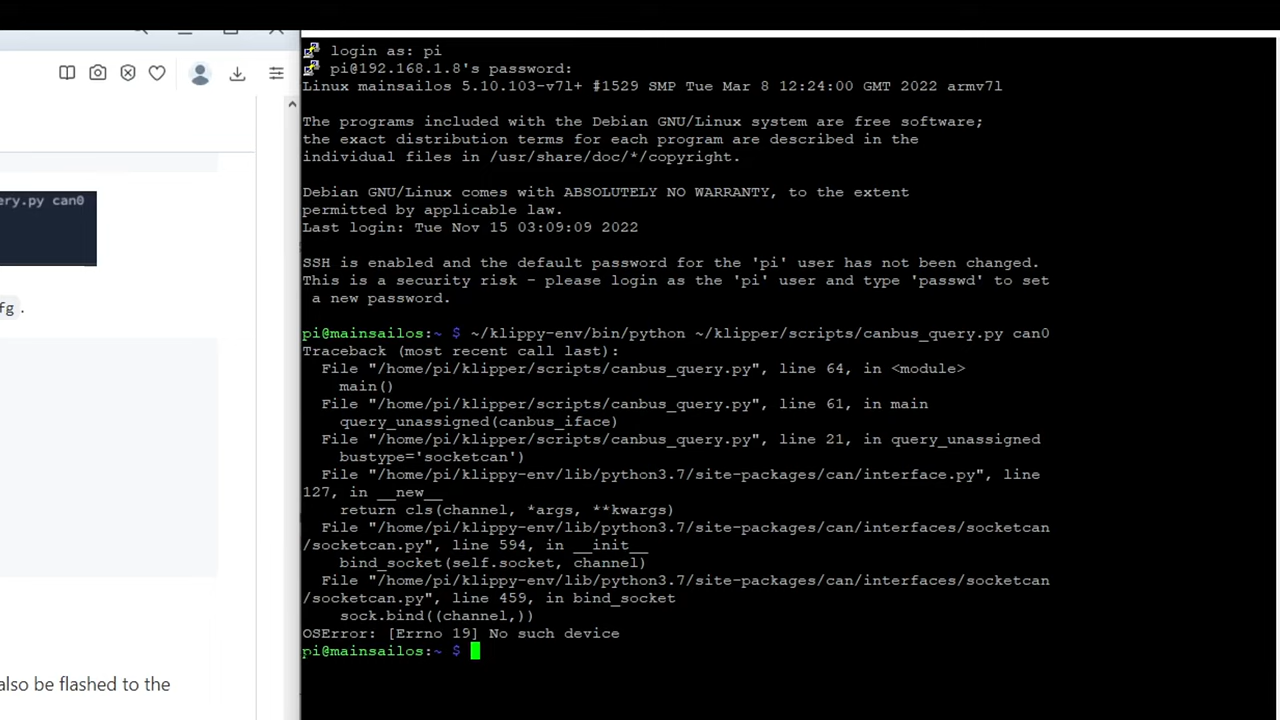 login as: pi
pi@192.168.1.8's password:
Linux mainsailos 5.10.103-v7l+ #1529 SMP Tue Mar 8 12:24:00 GMT 2022 armv7l
The programs included with the Debian GNU/Linux system are free software;
the exact distribution terms for each program are described in the
individual files in /usr/share/doc/*/copyright.
Debian GNU/Linux comes with ABSOLUTELY NO WARRANTY, to the extent
permitted by applicable law.
Last login: Tue Nov 15 03:09:09 2022
SSH is enabled and the default password for the 'pi' user has not been changed.
This is a security risk - please login as the 'pi' user and type 'passwd' to set
a new password.
pi@mainsailos:~ $ ~/klippy-env/bin/python ~/klipper/scripts/canbus_query.py can0
Traceback (most recent call last):
File "/home/pi/klipper/scripts/canbus_query.py", line 64, in <module>
main()
File "/home/pi/klipper/scripts/canbus_query.py", line 61, in main
query_unassigned(canbus_iface)
File "/home/pi/klipper/scripts/canbus_query.py", line 21, in query_unassigned
bustype='socketcan')
File "/home/pi/klippy-env/lib/python3.7/site-packages/can/interface.py", line
127, in __new__
return cls(channel, *args, **kwargs)
File "/home/pi/klippy-env/lib/python3.7/site-packages/can/interfaces/socketcan
/socketcan.py", line 594, in __init__
bind_socket(self.socket, channel)
File "/home/pi/klippy-env/lib/python3.7/site-packages/can/interfaces/socketcan
/socketcan.py", line 459, in bind_socket
sock.bind((channel,))
OSError: [Errno 19] No such device
pi@mainsailos:~ $
ery.py can0
fg.
also be flashed to the